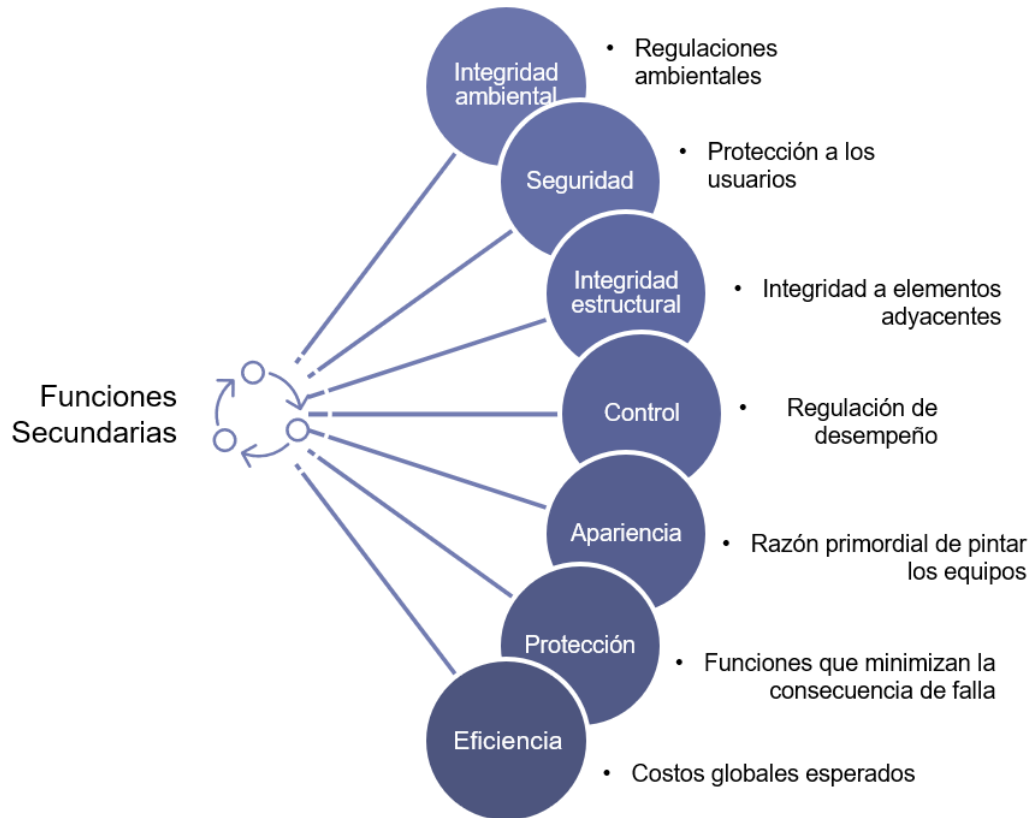 Integridad
ambiental
• Regulaciones
ambientales
Seguridad
• Protección a los
usuarios
Integridad
estructural
• Integridad a elementos
adyacentes
Funciones
Secundarias
Control
• Regulación de
desempeño
Apariencia
• Razón primordial de pintar
los equipos
Protección
• Funciones que minimizan la
consecuencia de falla
Eficiencia
• Costos globales esperados